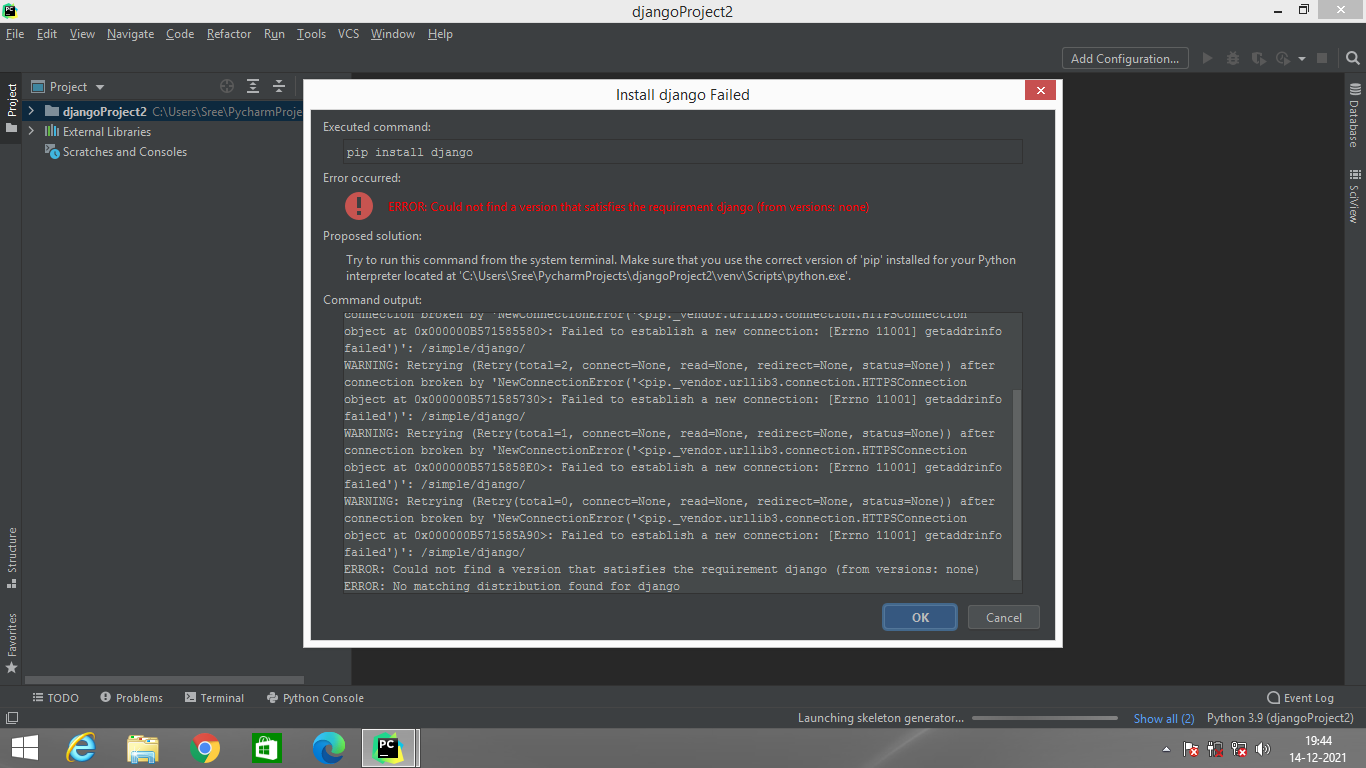 djangoProject2
File Edit View Navigate Code Refactor Run Tools VCS Window Help
Add Configuration...
Project
Project
djangoProject2 C:\Users\Sree\PycharmProje
External Libraries
Scratches and Consoles
Install django Failed
Executed command:
pip install django
Error occurred:
ERROR: Could not find a version that satisfies the requirement django (from versions: none)
Proposed solution:
Try to run this command from the system terminal. Make sure that you use the correct version of 'pip' installed for your Python
interpreter located at 'C:\Users\Sree\PycharmProjects\djangoProject2\venv\Scripts\python.exe'.
Command output:
connection broken by 'NewConnectionError('<pip._vendor.urllib3.connection.HTTPSConnection
object at 0x000000B571585580>: Failed to establish a new connection: [Errno 11001] getaddrinfo
failed')': /simple/django/
WARNING: Retrying (Retry(total=2, connect=None, read=None, redirect=None, status=None)) after
connection broken by 'NewConnectionError('<pip._vendor.urllib3.connection.HTTPSConnection
object at 0x000000B571585730>: Failed to establish a new connection: [Errno 11001] getaddrinfo
failed')': /simple/django/
WARNING: Retrying (Retry(total=1, connect=None, read=None, redirect=None, status=None)) after
connection broken by 'NewConnectionError('<pip._vendor.urllib3.connection.HTTPSConnection
object at 0x000000B5715858E0>: Failed to establish a new connection: [Errno 11001] getaddrinfo
failed')': /simple/django/
WARNING: Retrying (Retry(total=0, connect=None, read=None, redirect=None, status=None)) after
connection broken by 'NewConnectionError('<pip._vendor.urllib3.connection.HTTPSConnection
object at 0x000000B571585A90>: Failed to establish a new connection: [Errno 11001] getaddrinfo
failed')': /simple/django/
ERROR: Could not find a version that satisfies the requirement django (from versions: none)
ERROR: No matching distribution found for django
OK Cancel
Database
SciView
Structure
Favorites
TODO Problems Terminal Python Console Event Log
Launching skeleton generator... Show all (2) Python 3.9 (djangoProject2)
PC
19:44
14-12-2021